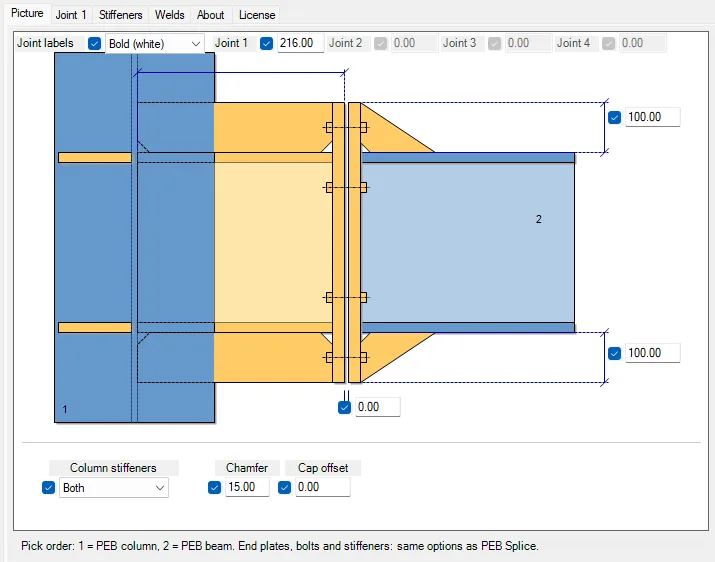 Picture Joint 1 Stiffeners Welds About License
Joint labels Bold (white) Joint 1 216.00 Joint 2 0.00 Joint 3 0.00 Joint 4 0.00
100.00
2
100.00
1
0.00
Column stiffeners Chamfer Cap offset
Both 15.00 0.00
Pick order: 1 = PEB column, 2 = PEB beam. End plates, bolts and stiffeners: same options as PEB Splice.